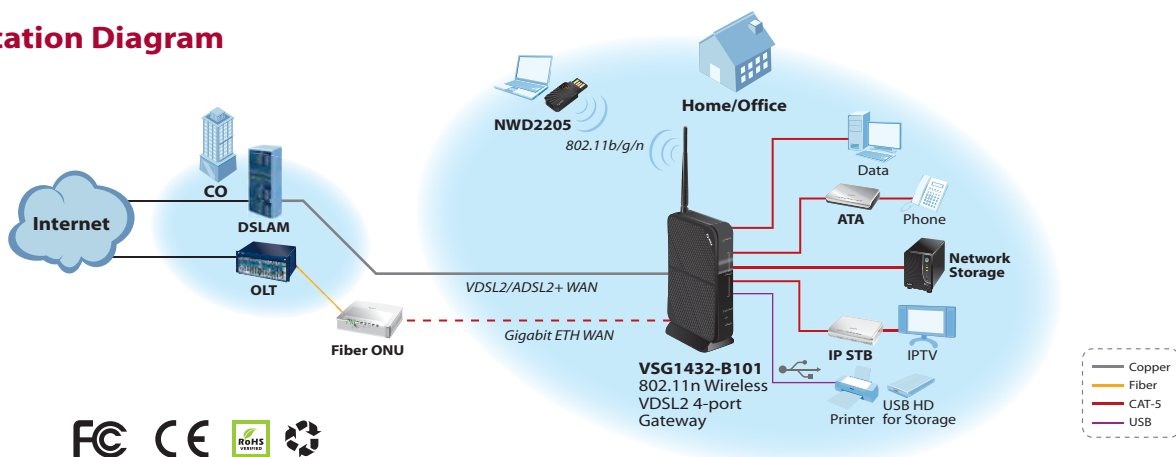 ation Diagram
Home/Office
NWD2205
802.11b/g/n
CO
Internet
DSLAM
OLT
Fiber ONU
VDSL2/ADSL2+ WAN
Gigabit ETH WAN
Data
ATA
Phone
Network
Storage
IP STB
IPTV
VSG1432-B101
802.11n Wireless
VDSL2 4-port
Gateway
Printer
USB HD
for Storage
Copper
Fiber
CAT-5
USB
FC CE RoHS
VERIFIED